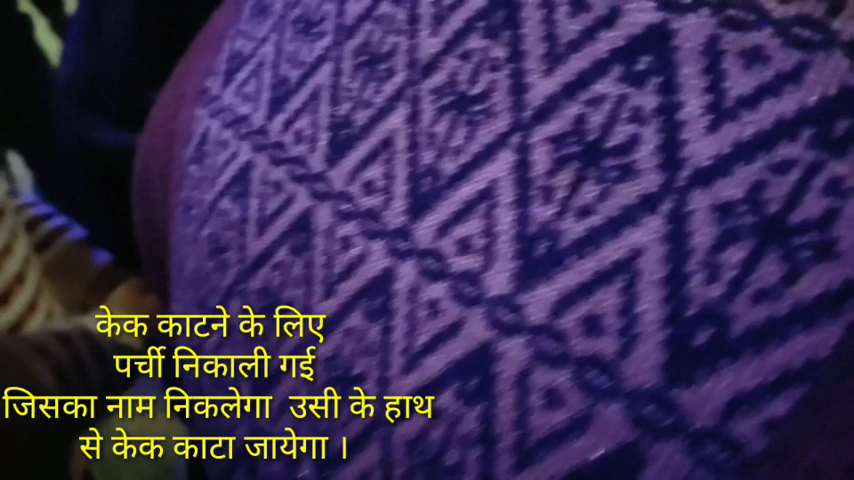 केक काटने के लिए
पर्ची निकाली गई
जिसका नाम निकलेगा उसी के हाथ
से केक काटा जायेगा ।